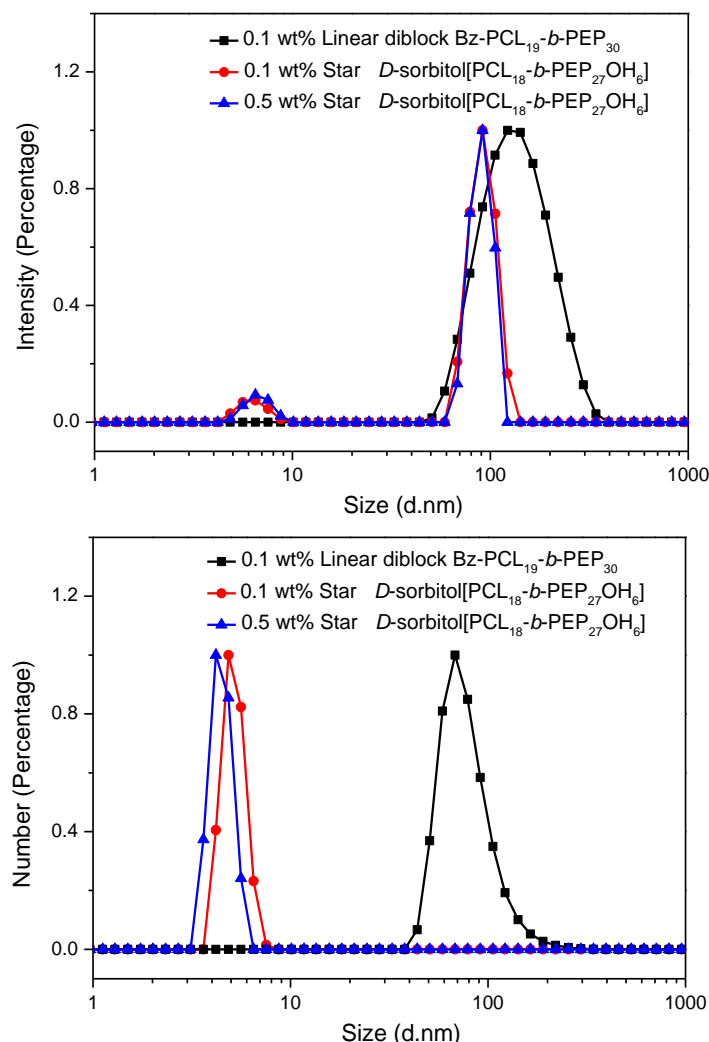 0.1 wt% Linear diblock Bz-PCL₁₉-b-PEP₃₀
0.1 wt% Star D-sorbitol[PCL₁₈-b-PEP₂₇OH₆]
0.5 wt% Star D-sorbitol[PCL₁₈-b-PEP₂₇OH₆]
Intensity (Percentage)
1.2
0.8
0.4
0.0
1 10 100 1000
Size (d.nm)
0.1 wt% Linear diblock Bz-PCL₁₉-b-PEP₃₀
0.1 wt% Star D-sorbitol[PCL₁₈-b-PEP₂₇OH₆]
0.5 wt% Star D-sorbitol[PCL₁₈-b-PEP₂₇OH₆]
Number (Percentage)
1.2
0.8
0.4
0.0
1 10 100 1000
Size (d.nm)